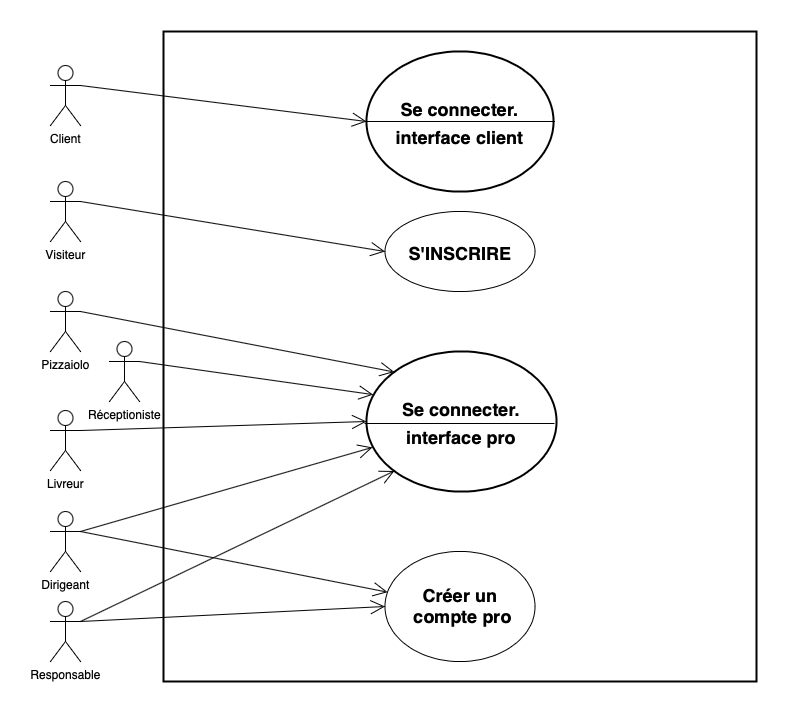 Se connecter.
Client
interface client
Visiteur
S'INSCRIRE
Pizzaiolo
Réceptioniste
Se connecter.
interface pro
Livreur
Dirigeant
Créer un
compte pro
Responsable